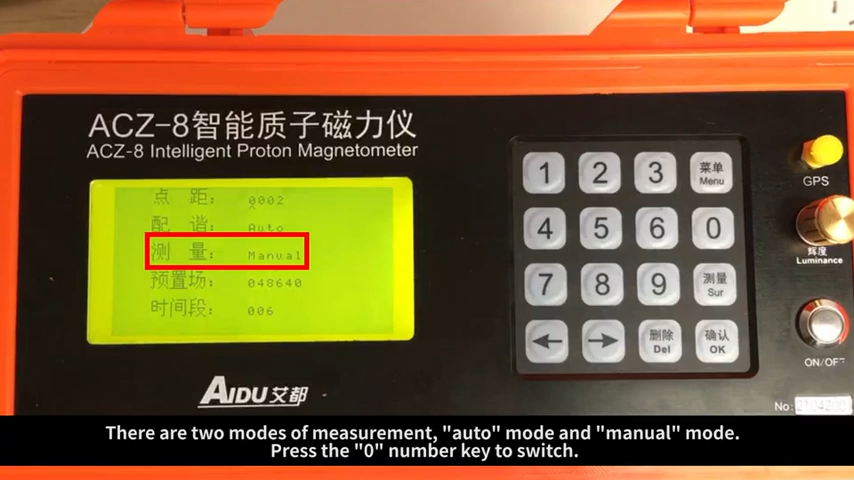 ACZ-8智能质子磁力仪
ACZ-8 Intelligent Proton Magnetometer
点 距: 0002
配 谐: Auto
测 量: Manual
预置场: 048640
时间段: 006
AIDU 艾都
1 2 3 菜单 Menu
4 5 6 0
7 8 9 测量 Sur
← → 删除 Del 确认 OK
GPS
辉度
Luminance
ON/OFF
No:
There are two modes of measurement, "auto" mode and "manual" mode.
Press the "0" number key to switch.